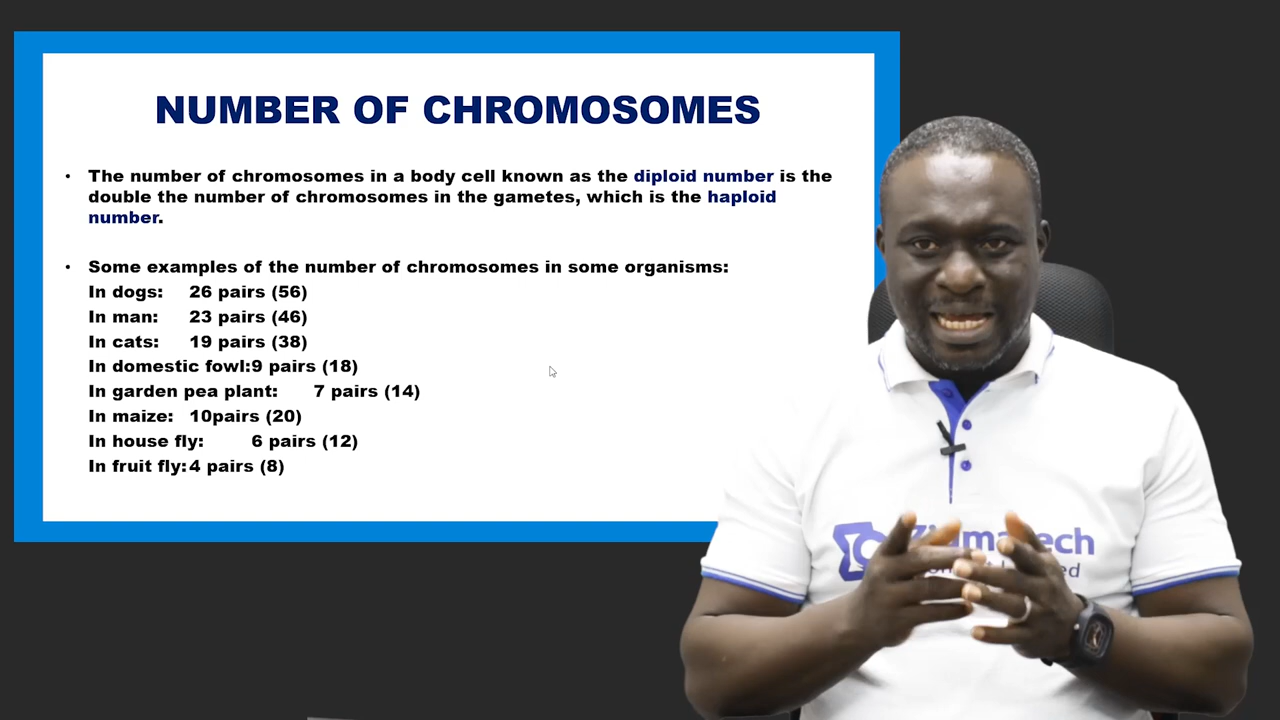 NUMBER OF CHROMOSOMES
• The number of chromosomes in a body cell known as the diploid number is the
double the number of chromosomes in the gametes, which is the haploid
number.
• Some examples of the number of chromosomes in some organisms:
In dogs: 26 pairs (56)
In man: 23 pairs (46)
In cats: 19 pairs (38)
In domestic fowl:9 pairs (18)
In garden pea plant: 7 pairs (14)
In maize: 10pairs (20)
In house fly: 6 pairs (12)
In fruit fly:4 pairs (8)